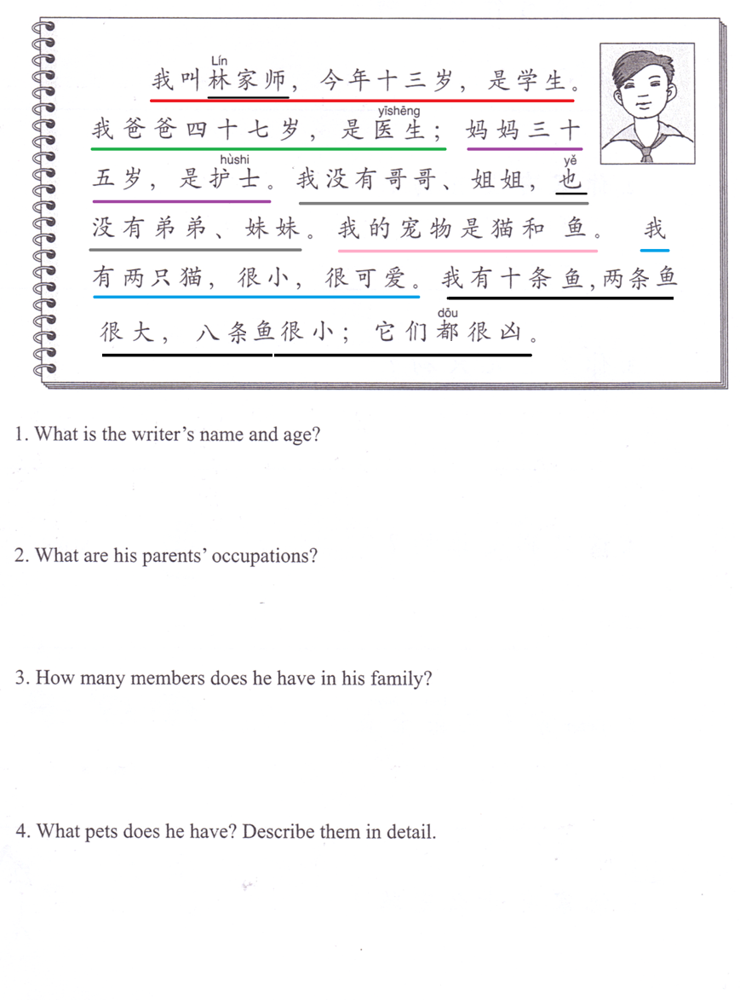 Lín
我叫林家师，今年十三岁，是学生。
yīshēng
我爸爸四十七岁，是医生；妈妈三十
hùshi yě
五岁，是护士。我没有哥哥、姐姐，也
没有弟弟、妹妹。我的宠物是猫和鱼。我
有两只猫，很小，很可爱。我有十条鱼,两条鱼
dōu
很大，八条鱼很小；它们都很凶。
1. What is the writer’s name and age?
2. What are his parents’ occupations?
3. How many members does he have in his family?
4. What pets does he have? Describe them in detail.